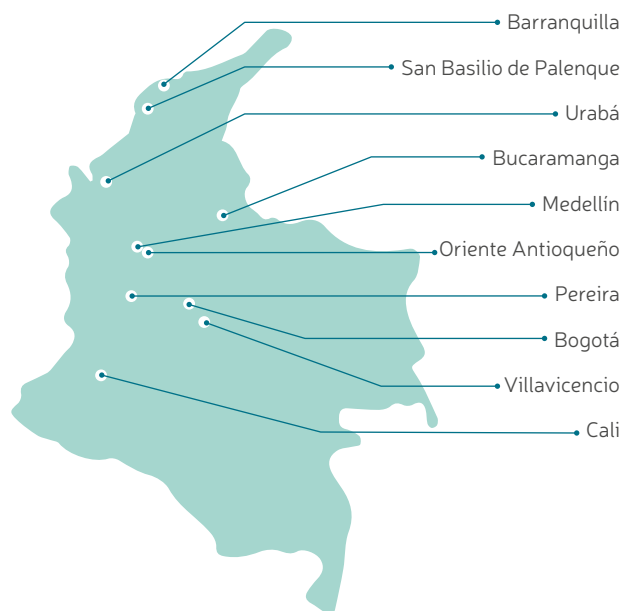 Barranquilla
San Basilio de Palenque
Urabá
Bucaramanga
Medellín
Oriente Antioqueño
Pereira
Bogotá
Villavicencio
Cali